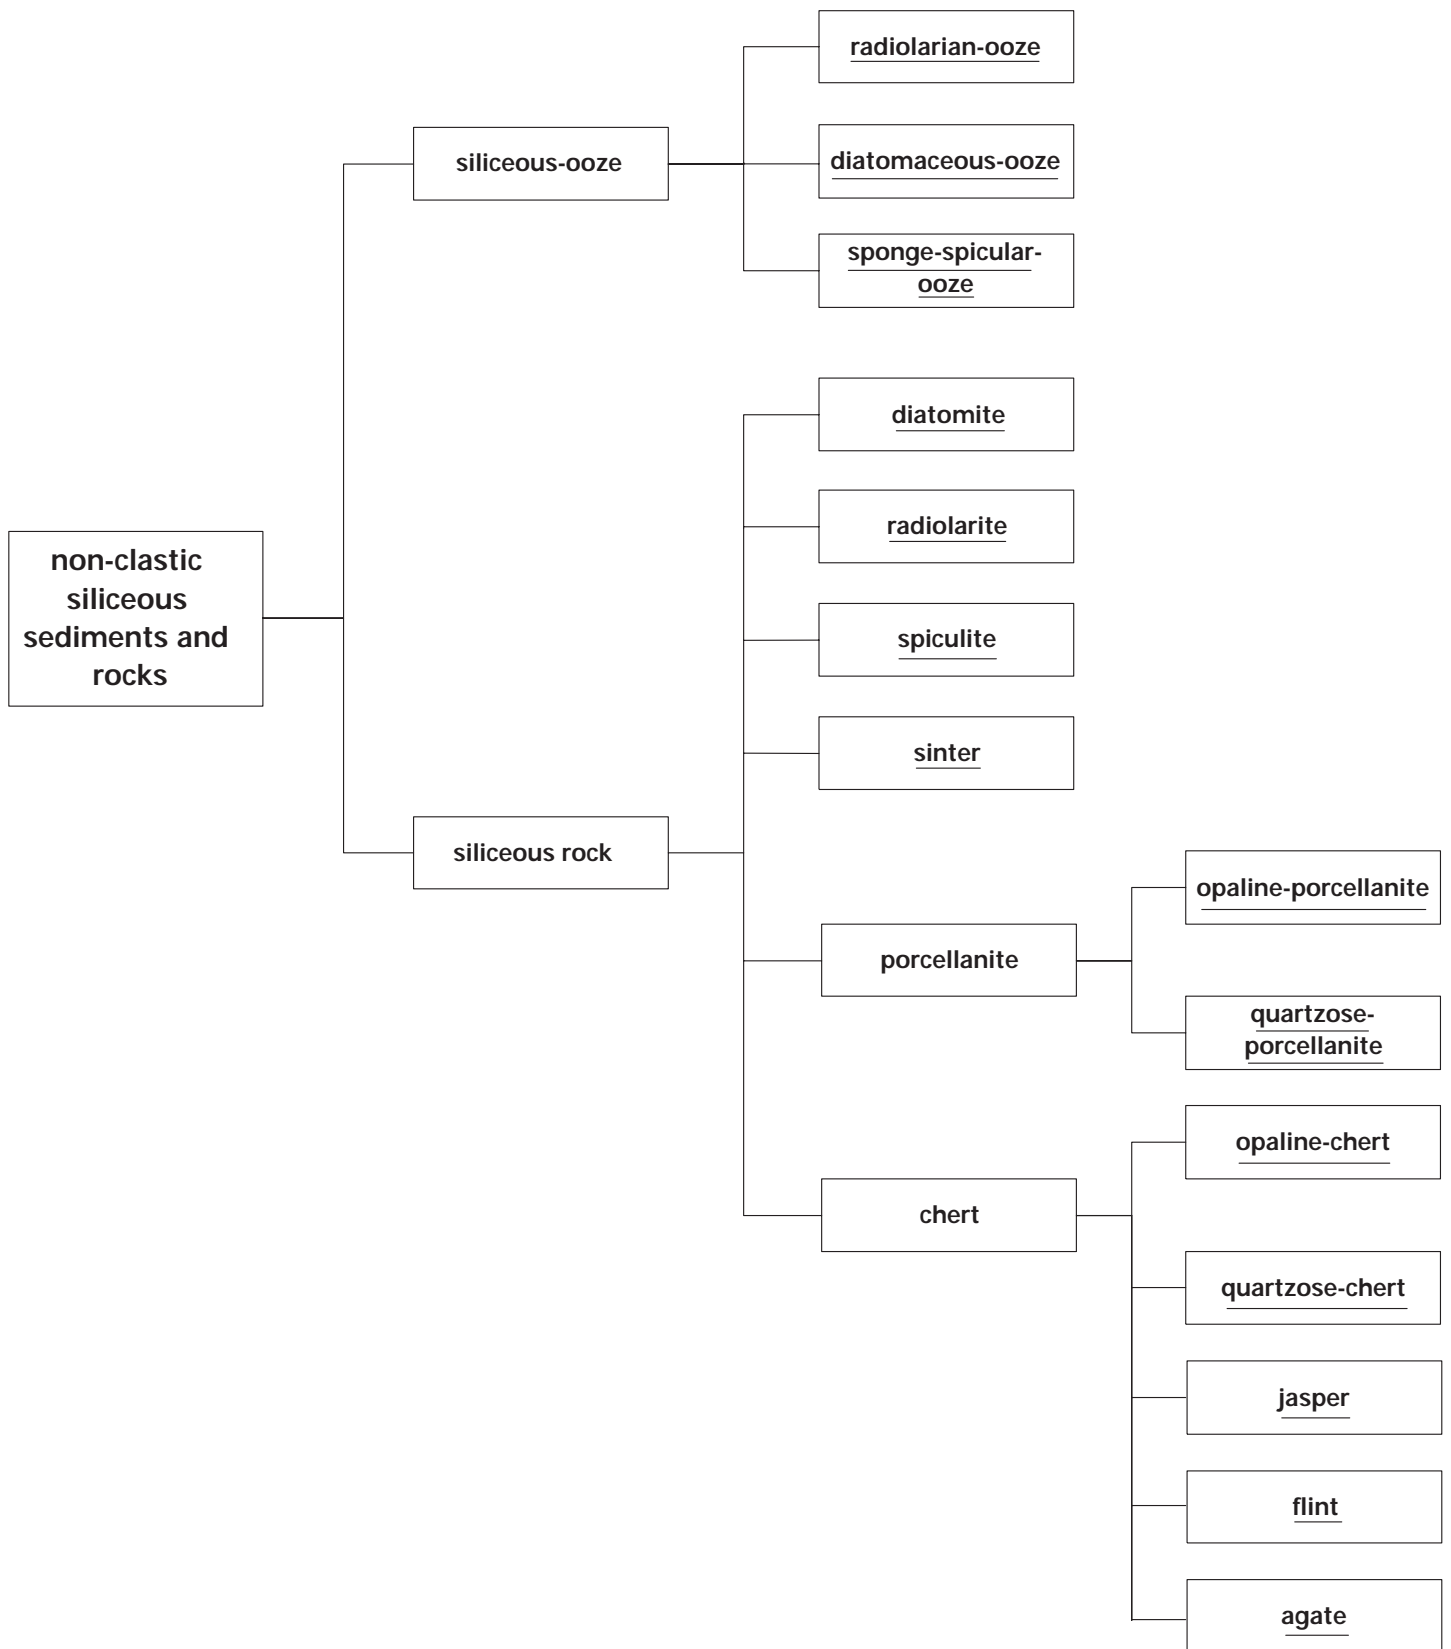 radiolarian-ooze
siliceous-ooze
diatomaceous-ooze
sponge-spicular-
ooze
diatomite
radiolarite
non-clastic
siliceous
sediments and
rocks
spiculite
sinter
siliceous rock
opaline-porcellanite
porcellanite
quartzose-
porcellanite
opaline-chert
chert
quartzose-chert
jasper
flint
agate